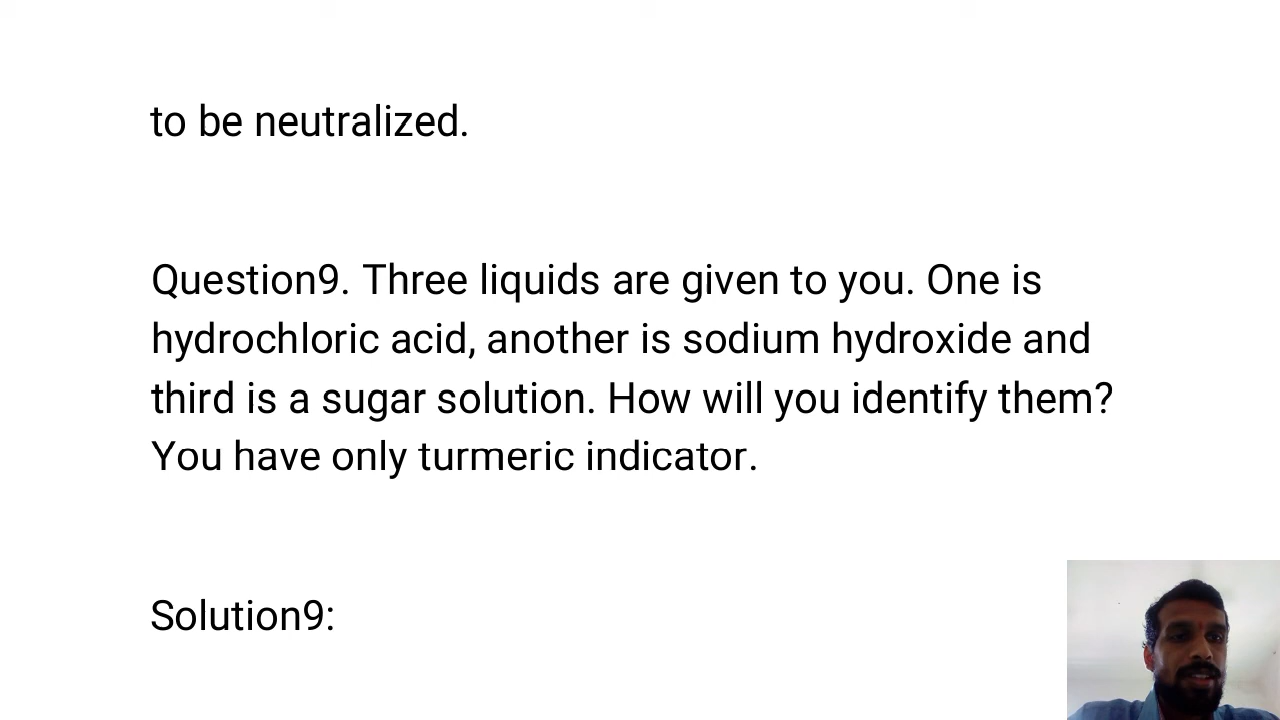 to be neutralized.
Question9. Three liquids are given to you. One is
hydrochloric acid, another is sodium hydroxide and
third is a sugar solution. How will you identify them?
You have only turmeric indicator.
Solution9: